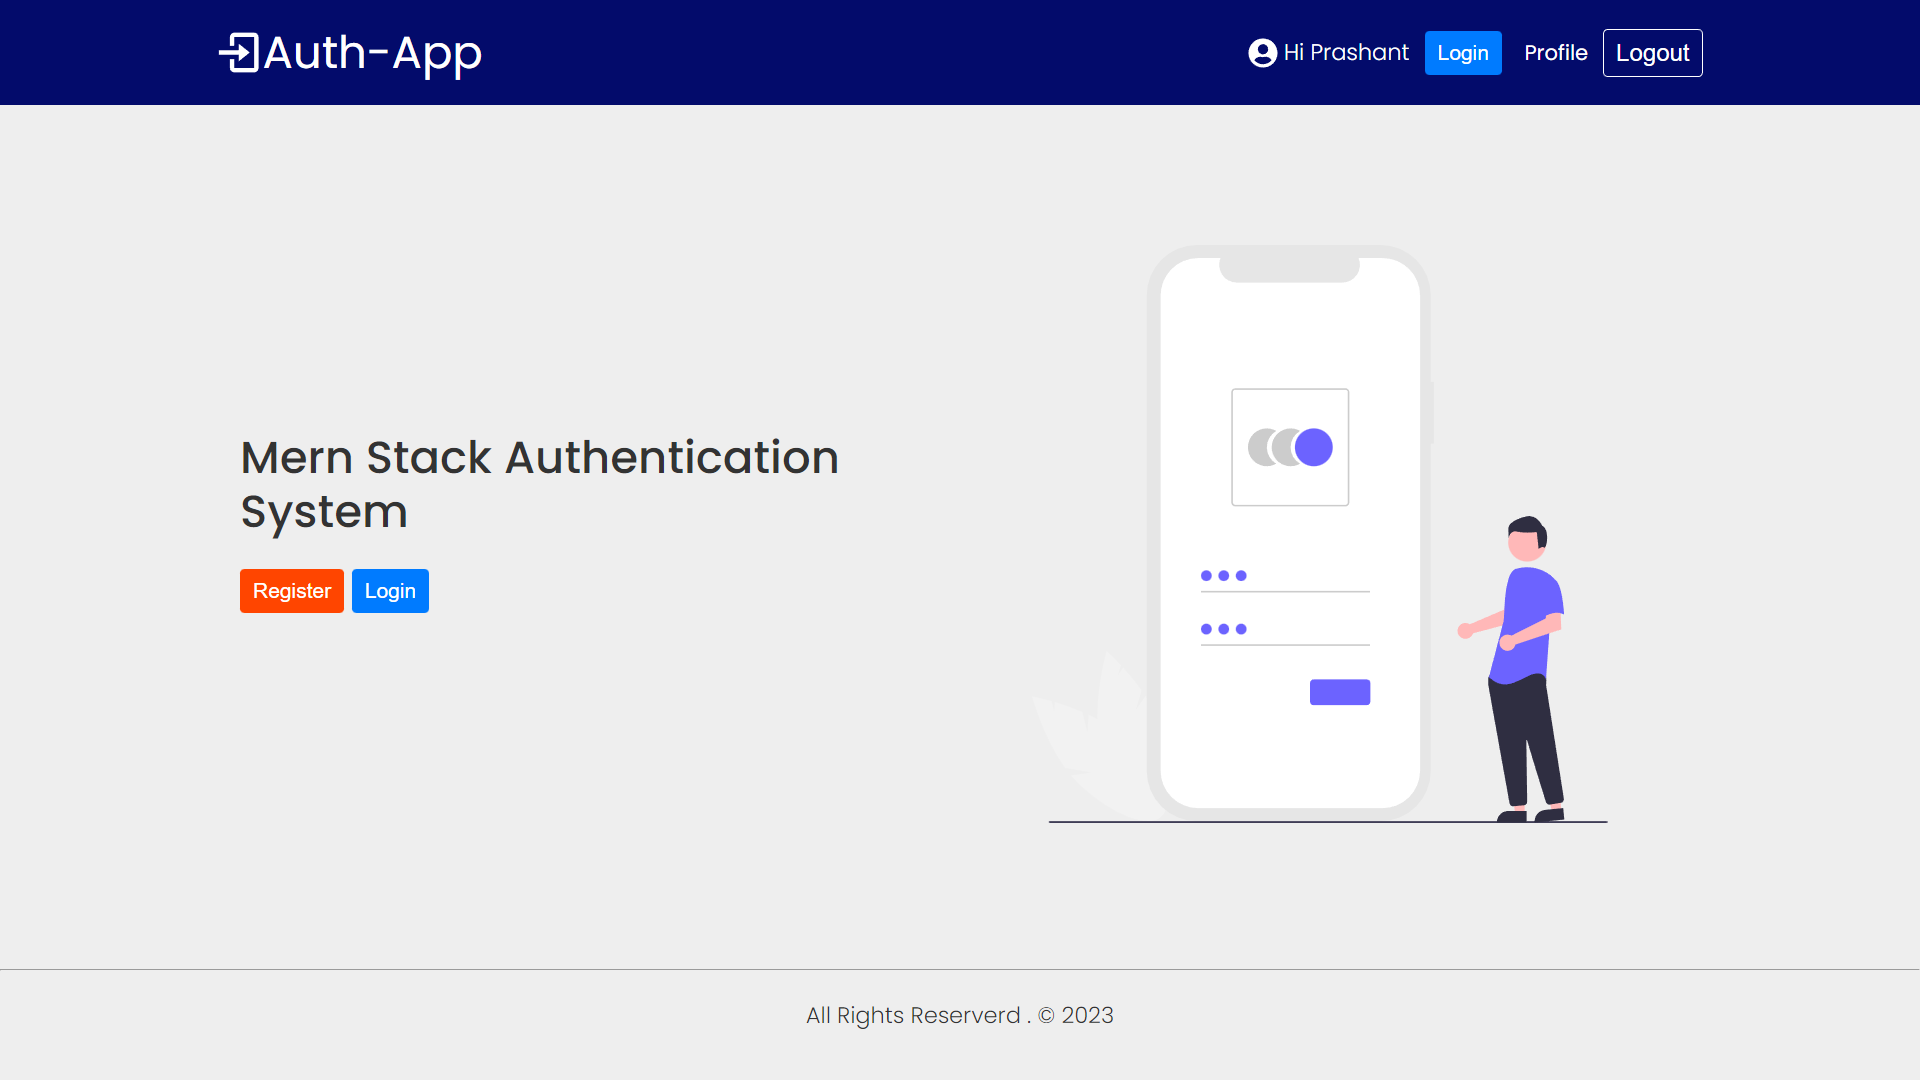 Auth-App
Hi Prashant
Login
Profile
Logout
Mern Stack Authentication
System
Register
Login
All Rights Reserverd . © 2023